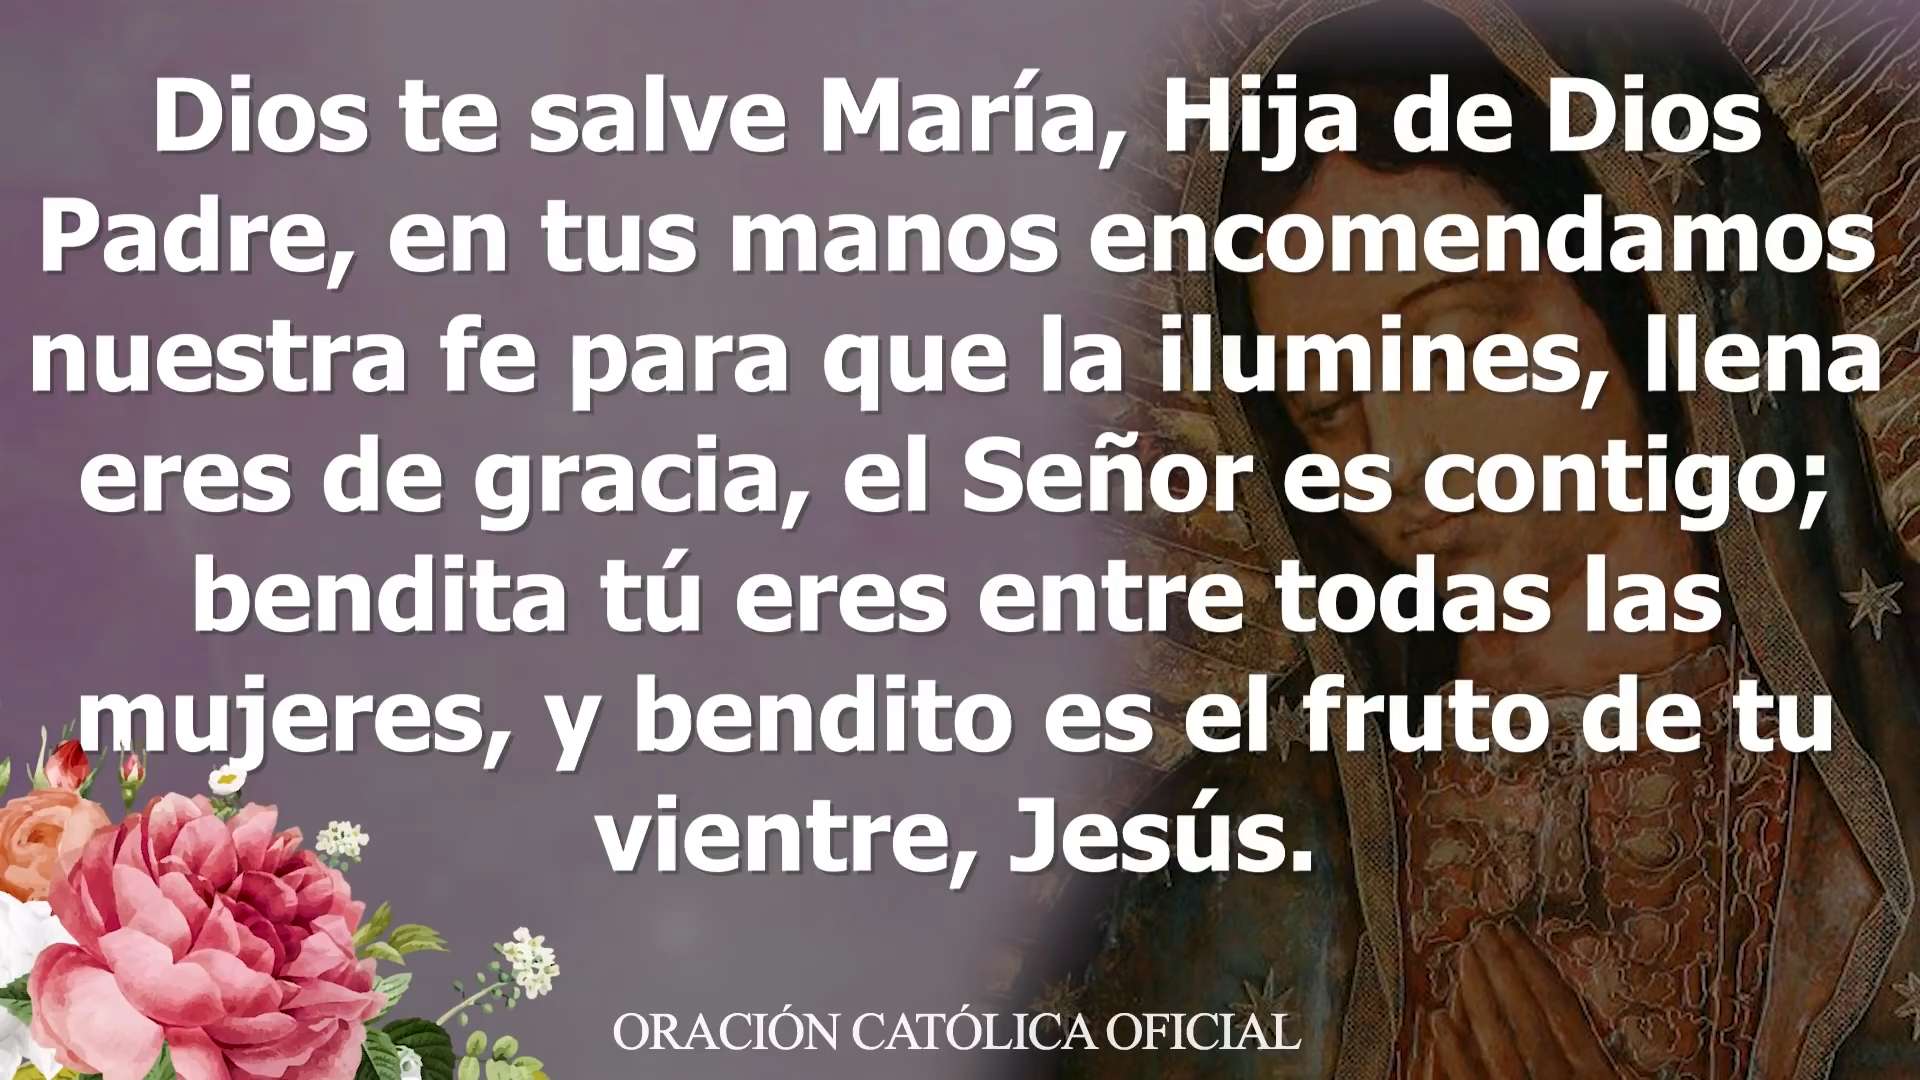 Dios te salve María, Hija de Dios
Padre, en tus manos encomendamos
nuestra fe para que la ilumines, llena
eres de gracia, el Señor es contigo;
bendita tú eres entre todas las
mujeres, y bendito es el fruto de tu
vientre, Jesús.
ORACIÓN CATÓLICA OFICIAL